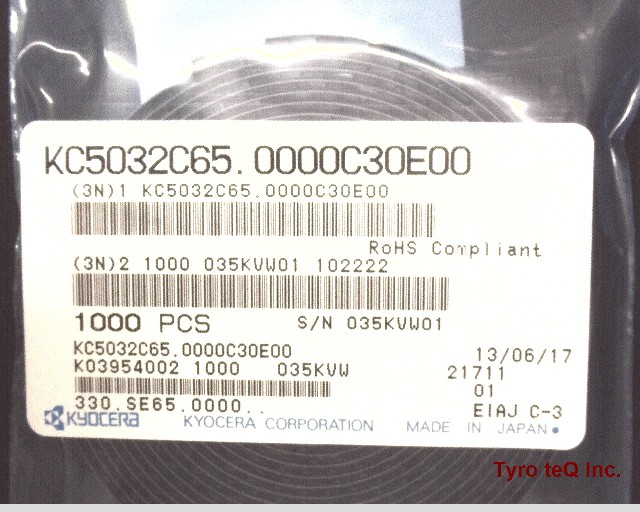 KC5032C65.0000C30E00
(3N)1 KC5032C65.0000C30E00
RoHS Compliant
(3N)2 1000 035KVW01 102222
1000 PCS S/N 035KVW01
KC5032C65.0000C30E00 13/06/17
K03954002 1000 035KVW 21711
01
330.SE65.0000.. EIAJ C-3
KYOCERA KYOCERA CORPORATION MADE IN JAPAN
Tyro teQ Inc.